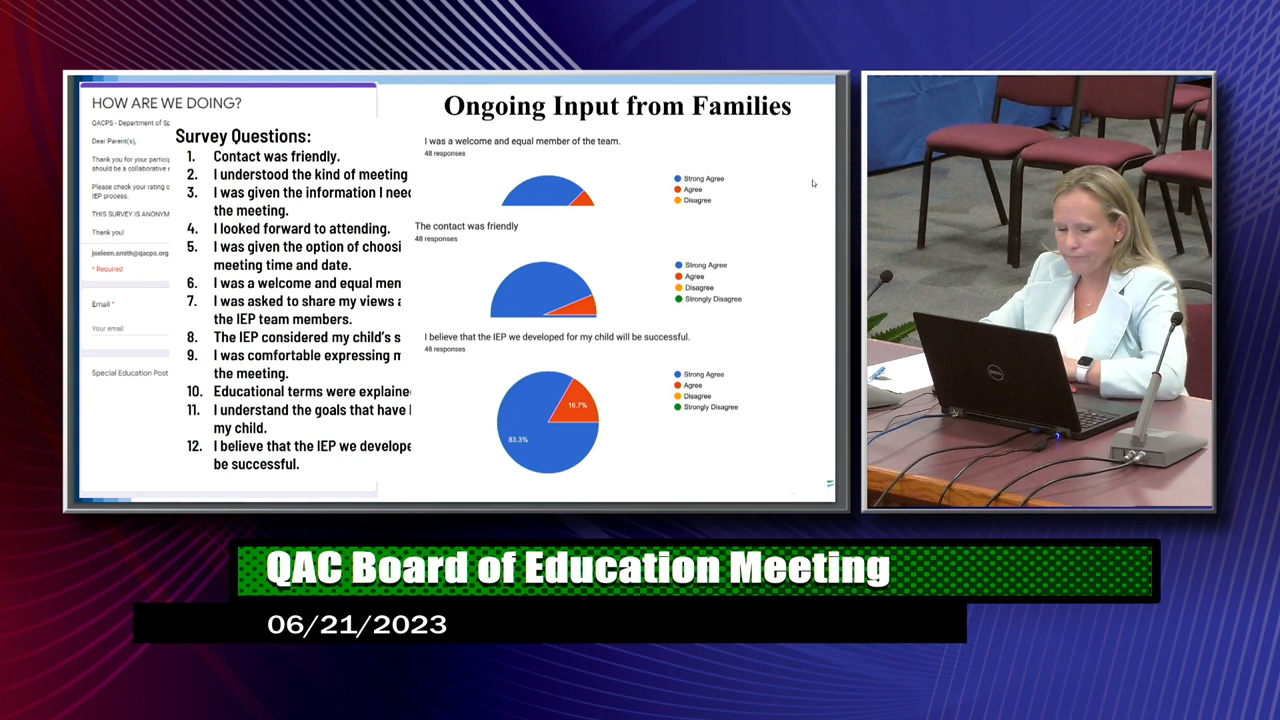 HOW ARE WE DOING?
QACPS - Department of Sp
Dear Parent(s),
Thank you for your particip
should be a collaborative e
Please check your rating o
IEP process.
THIS SURVEY IS ANONYM
Thank you!
joeleen.smith@qacps.org
* Required
Email *
Your email
Special Education Post
Survey Questions:
1. Contact was friendly.
2. I understood the kind of meeting
3. I was given the information I need
the meeting.
4. I looked forward to attending.
5. I was given the option of choosi
meeting time and date.
6. I was a welcome and equal mem
7. I was asked to share my views a
the IEP team members.
8. The IEP considered my child's s
9. I was comfortable expressing m
the meeting.
10. Educational terms were explaine
11. I understand the goals that have
my child.
12. I believe that the IEP we develope
be successful.
Ongoing Input from Families
I was a welcome and equal member of the team.
48 responses
Strong Agree
Agree
Disagree
The contact was friendly
48 responses
Strong Agree
Agree
Disagree
Strongly Disagree
I believe that the IEP we developed for my child will be successful.
48 responses
Strong Agree
Agree
Disagree
Strongly Disagree
16.7%
83.3%
DELL
QAC Board of Education Meeting
06/21/2023